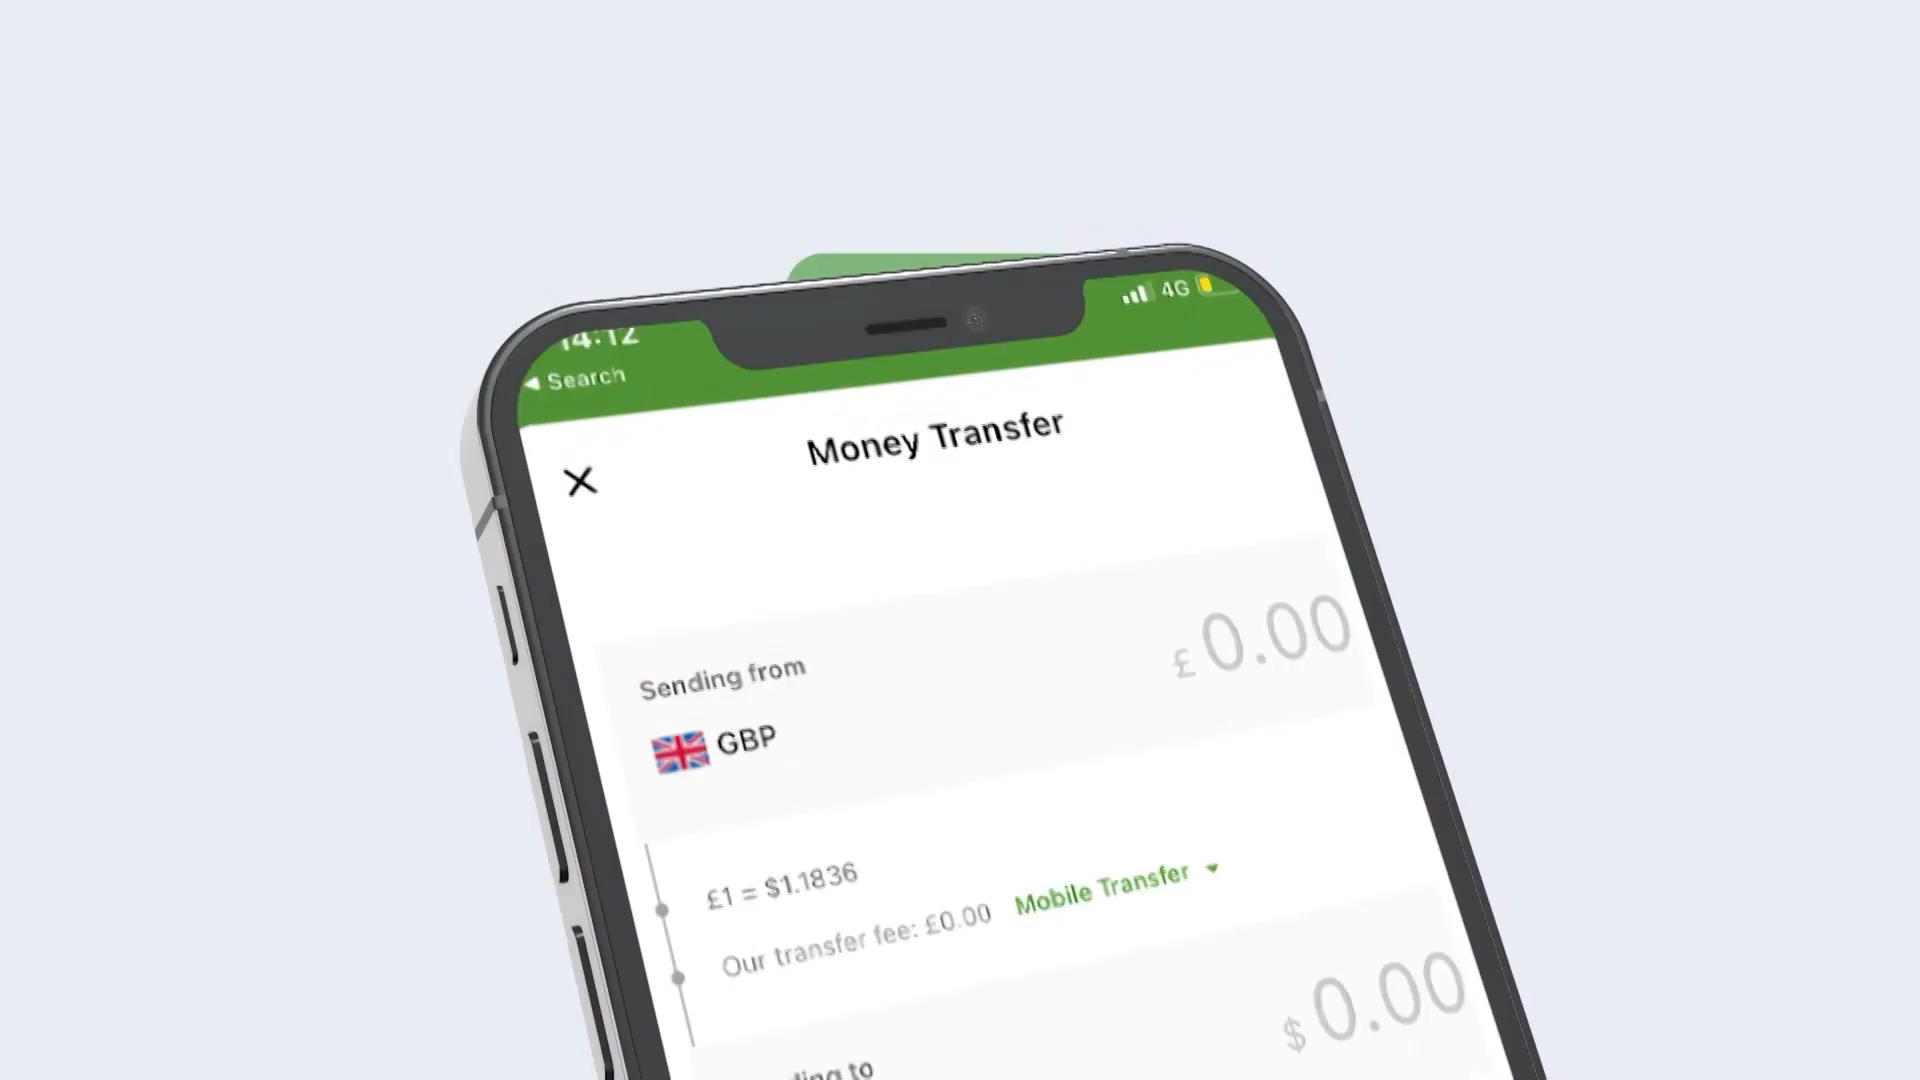 14:12
4G
◀ Search
Money Transfer
£0.00
Sending from
GBP
£1 = $1.1836
Our transfer fee: £0.00 Mobile Transfer
$0.00
to